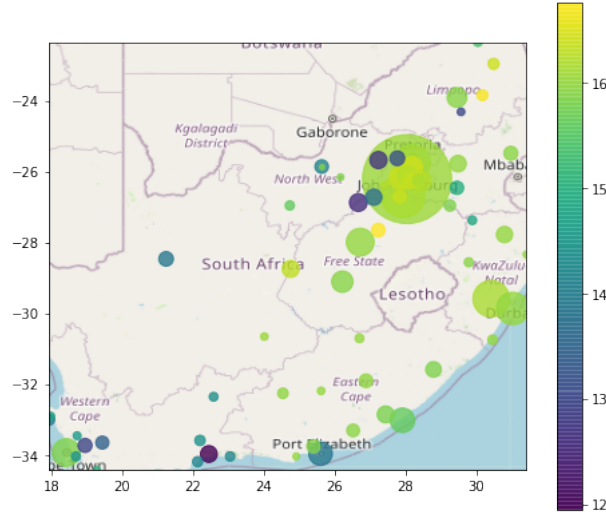 Botswana
−24
Limpopo
Gaborone
Kgalagadi
District
Pretoria
−26
North West
Mbaba
−28
South Africa
Free State
KwaZulu
Natal
Lesotho
−30
Durba
−32
Eastern
Cape
Western
Cape
Port Elizabeth
−34
18
20
22
24
26
28
30
16
15
14
13
12